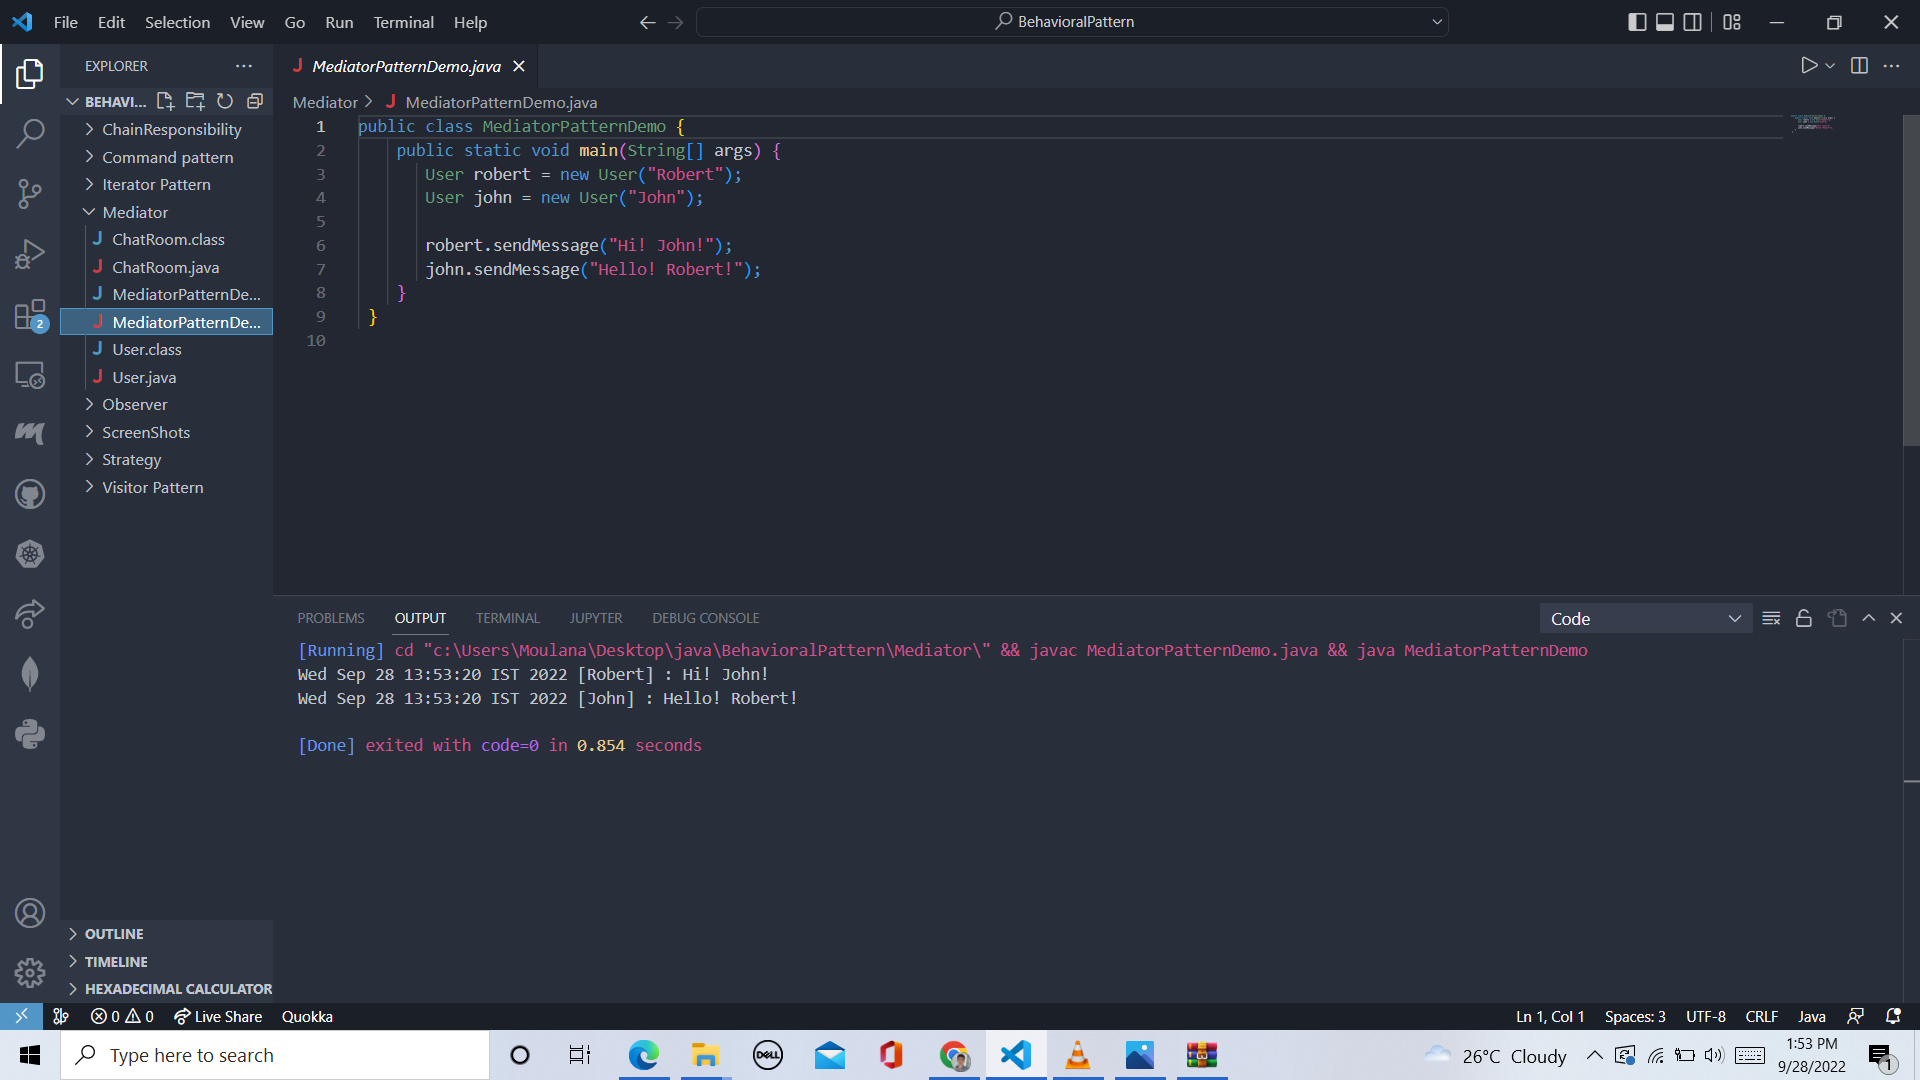 File Edit Selection View Go Run Terminal Help
BehavioralPattern
EXPLORER
MediatorPatternDemo.java
BEHAVI...
Mediator
MediatorPatternDemo.java
ChainResponsibility
Command pattern
Iterator Pattern
Mediator
ChatRoom.class
ChatRoom.java
MediatorPatternDe...
MediatorPatternDe...
User.class
User.java
Observer
ScreenShots
Strategy
Visitor Pattern
2
OUTLINE
TIMELINE
HEXADECIMAL CALCULATOR
1 public class MediatorPatternDemo {
2 public static void main(String[] args) {
3 User robert = new User("Robert");
4 User john = new User("John");
5
6 robert.sendMessage("Hi! John!");
7 john.sendMessage("Hello! Robert!");
8 }
9 }
10
PROBLEMS OUTPUT TERMINAL JUPYTER DEBUG CONSOLE
Code
[Running] cd "c:\Users\Moulana\Desktop\java\BehavioralPattern\Mediator\" && javac MediatorPatternDemo.java && java MediatorPatternDemo
Wed Sep 28 13:53:20 IST 2022 [Robert] : Hi! John!
Wed Sep 28 13:53:20 IST 2022 [John] : Hello! Robert!
[Done] exited with code=0 in 0.854 seconds
0 0 Live Share Quokka
Ln 1, Col 1 Spaces: 3 UTF-8 CRLF Java
Type here to search
DELL
26°C Cloudy
1:53 PM
9/28/2022
1